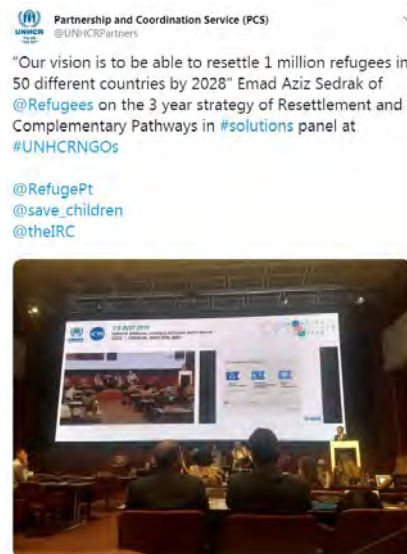 UNHCR
Partnership and Coordination Service (PCS)
@UNHCRPartners
"Our vision is to be able to resettle 1 million refugees in
50 different countries by 2028" Emad Aziz Sedrak of
@Refugees on the 3 year strategy of Resettlement and
Complementary Pathways in #solutions panel at
#UNHCRNGOs
@RefugePt
@save_children
@theIRC